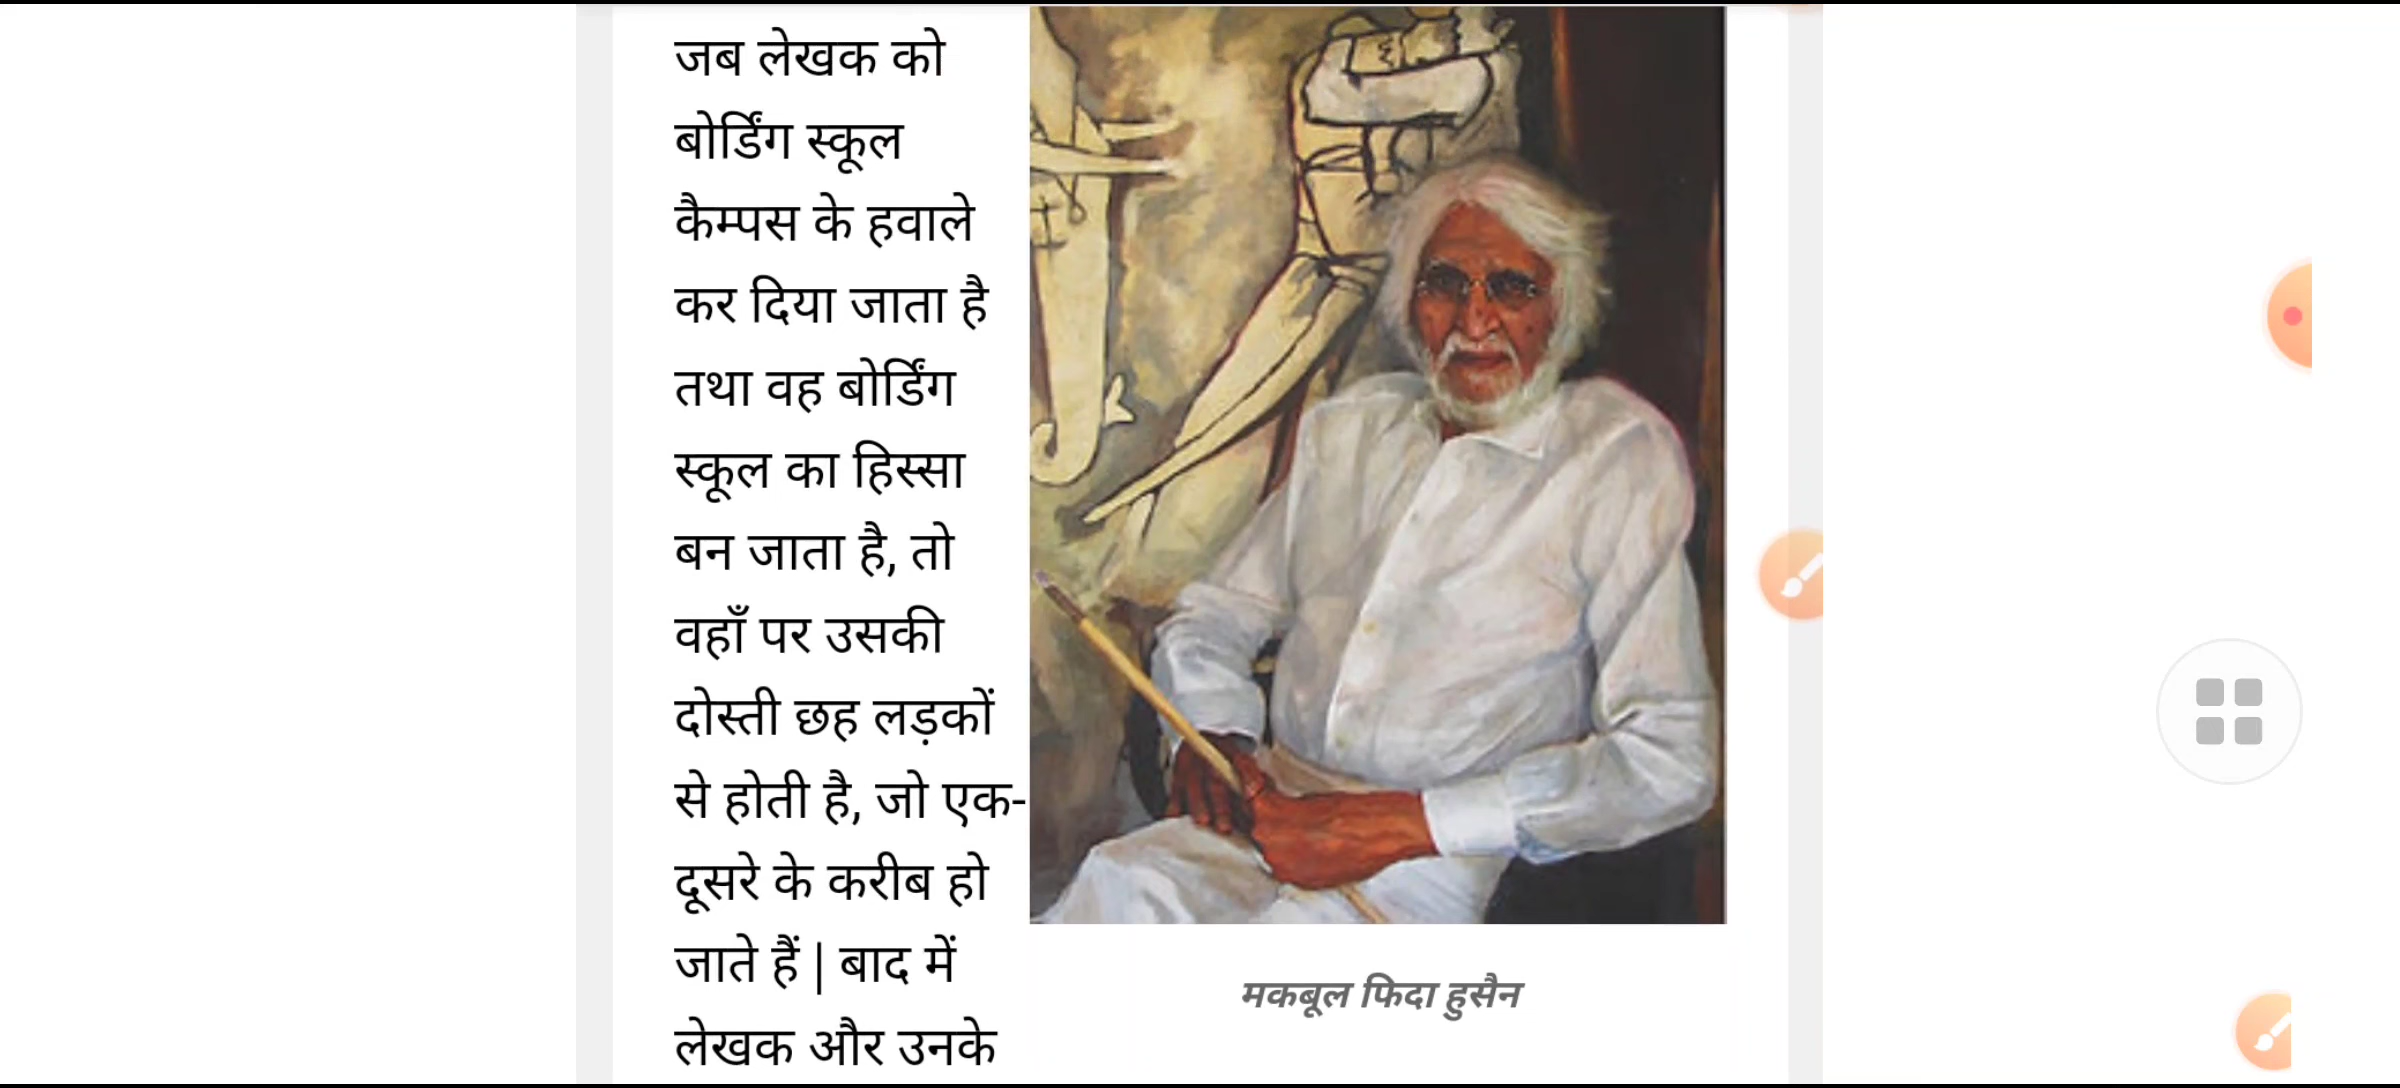 जब लेखक को
बोर्डिंग स्कूल
कैम्पस के हवाले
कर दिया जाता है
तथा वह बोर्डिंग
स्कूल का हिस्सा
बन जाता है, तो
वहाँ पर उसकी
दोस्ती छह लड़कों
से होती है, जो एक-
दूसरे के करीब हो
जाते हैं | बाद में
लेखक और उनके
मकबूल फिदा हुसैन